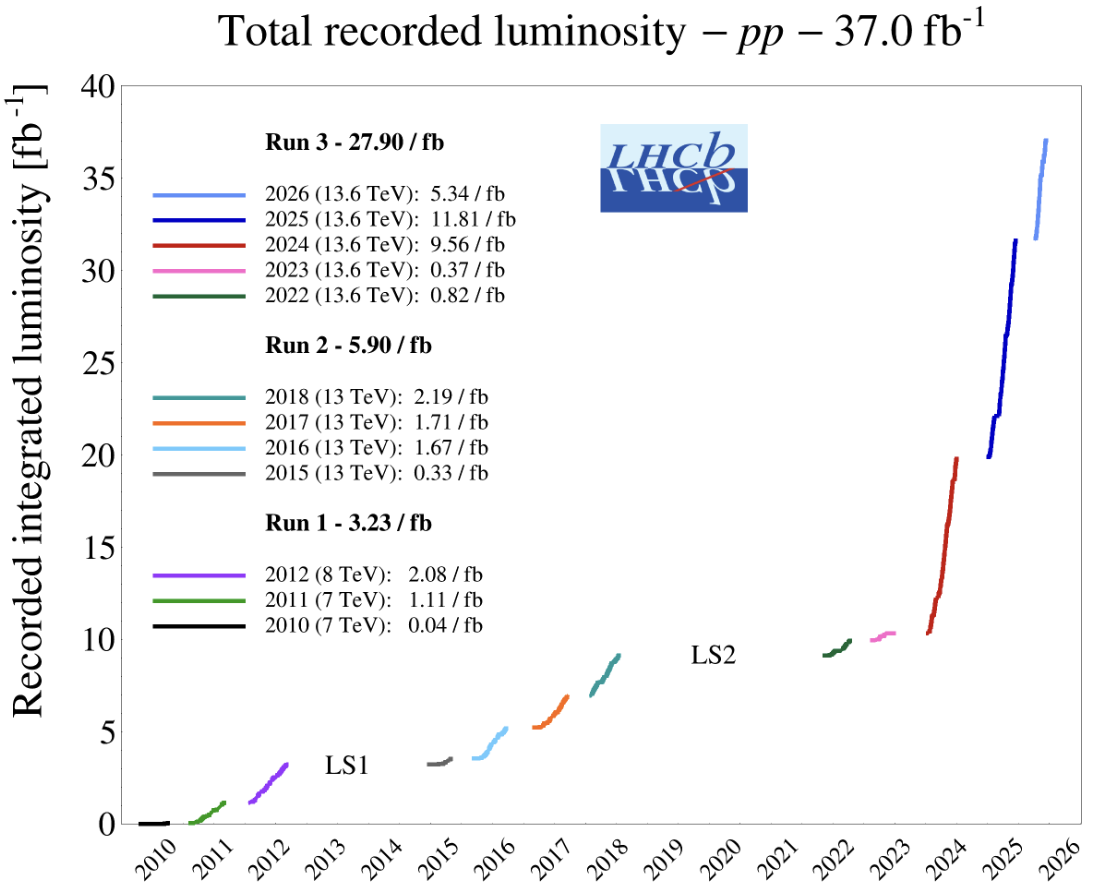 Total recorded luminosity − pp − 37.0 fb⁻¹
Recorded integrated luminosity [fb⁻¹]
40
35
30
25
20
15
10
5
0
Run 3 - 27.90 / fb
2026 (13.6 TeV): 5.34 / fb
2025 (13.6 TeV): 11.81 / fb
2024 (13.6 TeV): 9.56 / fb
2023 (13.6 TeV): 0.37 / fb
2022 (13.6 TeV): 0.82 / fb
Run 2 - 5.90 / fb
2018 (13 TeV): 2.19 / fb
2017 (13 TeV): 1.71 / fb
2016 (13 TeV): 1.67 / fb
2015 (13 TeV): 0.33 / fb
Run 1 - 3.23 / fb
2012 (8 TeV): 2.08 / fb
2011 (7 TeV): 1.11 / fb
2010 (7 TeV): 0.04 / fb
LHCb
LHCb
LS1
LS2
2010 2011 2012 2013 2014 2015 2016 2017 2018 2019 2020 2021 2022 2023 2024 2025 2026